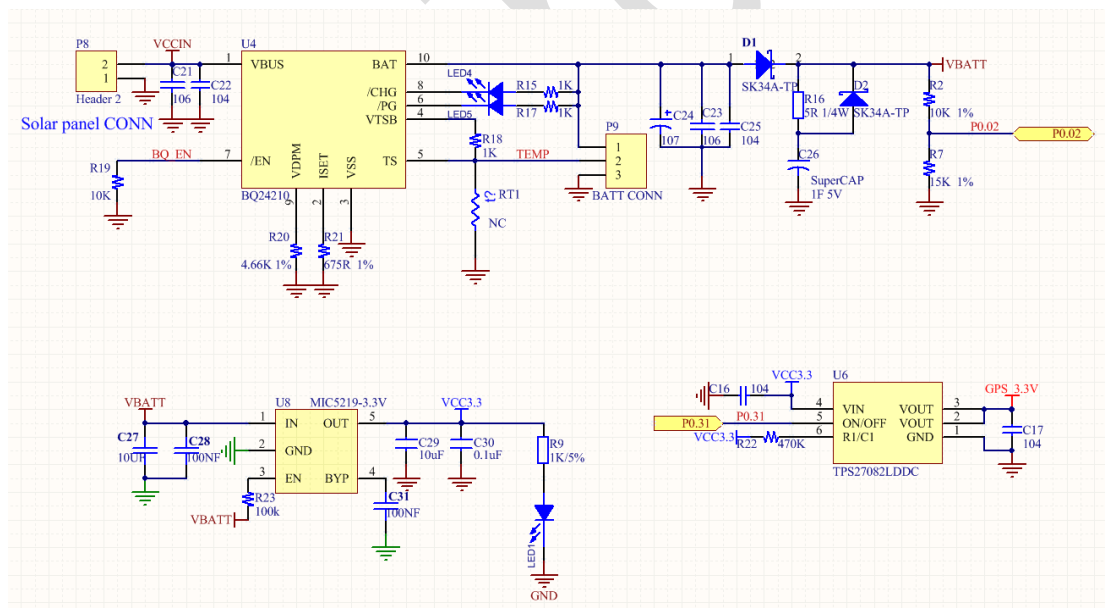 P8
2
1
Header 2
Solar panel CONN
VCCIN
C21
106
C22
104
U4
1
VBUS
BAT
10
/CHG
8
/PG
6
VTSB
4
7
/EN
TS
5
VDPM
ISET
VSS
9
2
3
BQ24210
BQ_EN
R19
10K
R20
4.66K 1%
R21
675R 1%
LED4
LED5
R15
1K
R17
1K
R18
1K
TEMP
t?
RT1
NC
P9
1
2
3
BATT CONN
C24
107
C23
106
C25
104
D1
1
2
SK34A-TP
R16
5R 1/4W
D2
SK34A-TP
C26
SuperCAP
1F 5V
VBATT
R2
10K 1%
P0.02
P0.02
R7
15K 1%
VBATT
C27
10UF
C28
100NF
U8
MIC5219-3.3V
1
IN
OUT
5
2
GND
3
EN
BYP
4
R23
100k
VBATT
C31
100NF
VCC3.3
C29
10uF
C30
0.1uF
R9
1K/5%
LED1
GND
C16
104
VCC3.3
P0.31
P0.31
VCC3.3
R22
470K
U6
4
VIN
VOUT
3
5
ON/OFF
VOUT
2
6
R1/C1
GND
1
TPS27082LDDC
GPS_3.3V
C17
104